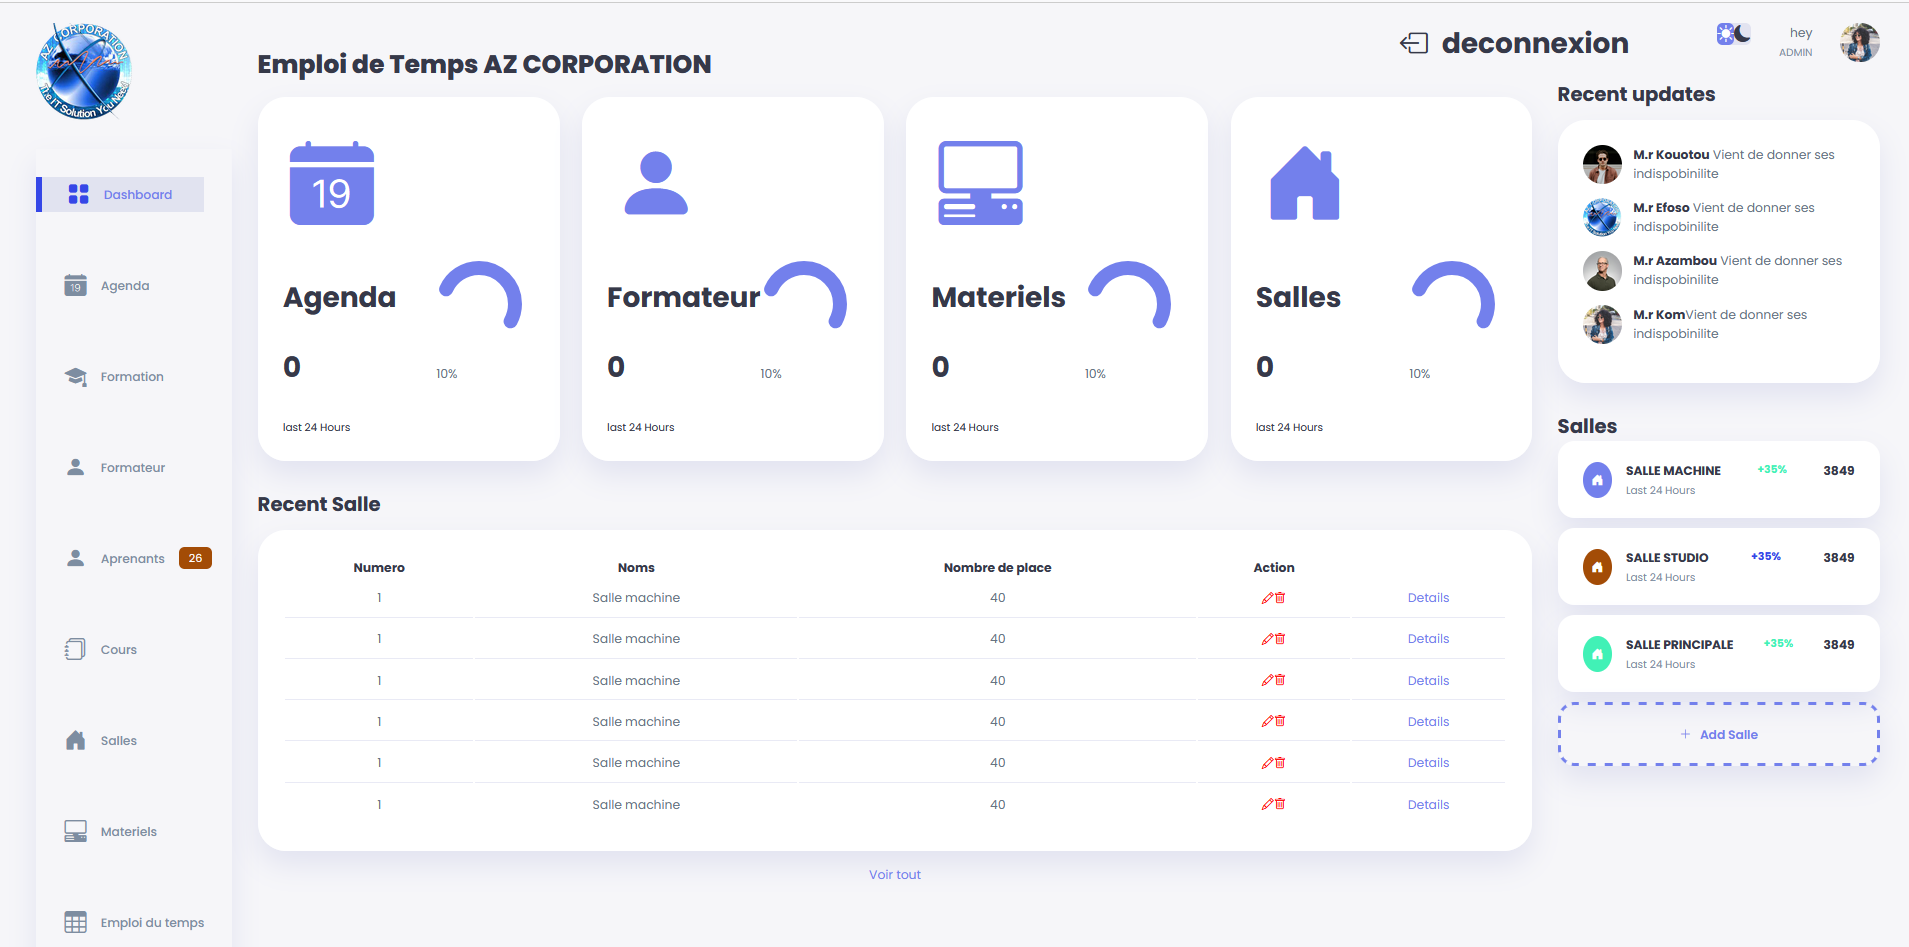 AZ CORPORATION
The IT Solution You Need
Dashboard
19
Agenda
Formation
Formateur
Aprenants 26
Cours
Salles
Materiels
Emploi du temps
Emploi de Temps AZ CORPORATION
deconnexion
hey
ADMIN
19
Agenda
0
10%
last 24 Hours
Formateur
0
10%
last 24 Hours
Materiels
0
10%
last 24 Hours
Salles
0
10%
last 24 Hours
Recent Salle
Numero Noms Nombre de place Action
1 Salle machine 40 Details
1 Salle machine 40 Details
1 Salle machine 40 Details
1 Salle machine 40 Details
1 Salle machine 40 Details
1 Salle machine 40 Details
Voir tout
Recent updates
M.r Kouotou Vient de donner ses
indispobinilite
M.r Efoso Vient de donner ses
indispobinilite
M.r Azambou Vient de donner ses
indispobinilite
M.r KomVient de donner ses
indispobinilite
Salles
SALLE MACHINE +35% 3849
Last 24 Hours
SALLE STUDIO +35% 3849
Last 24 Hours
SALLE PRINCIPALE +35% 3849
Last 24 Hours
+ Add Salle